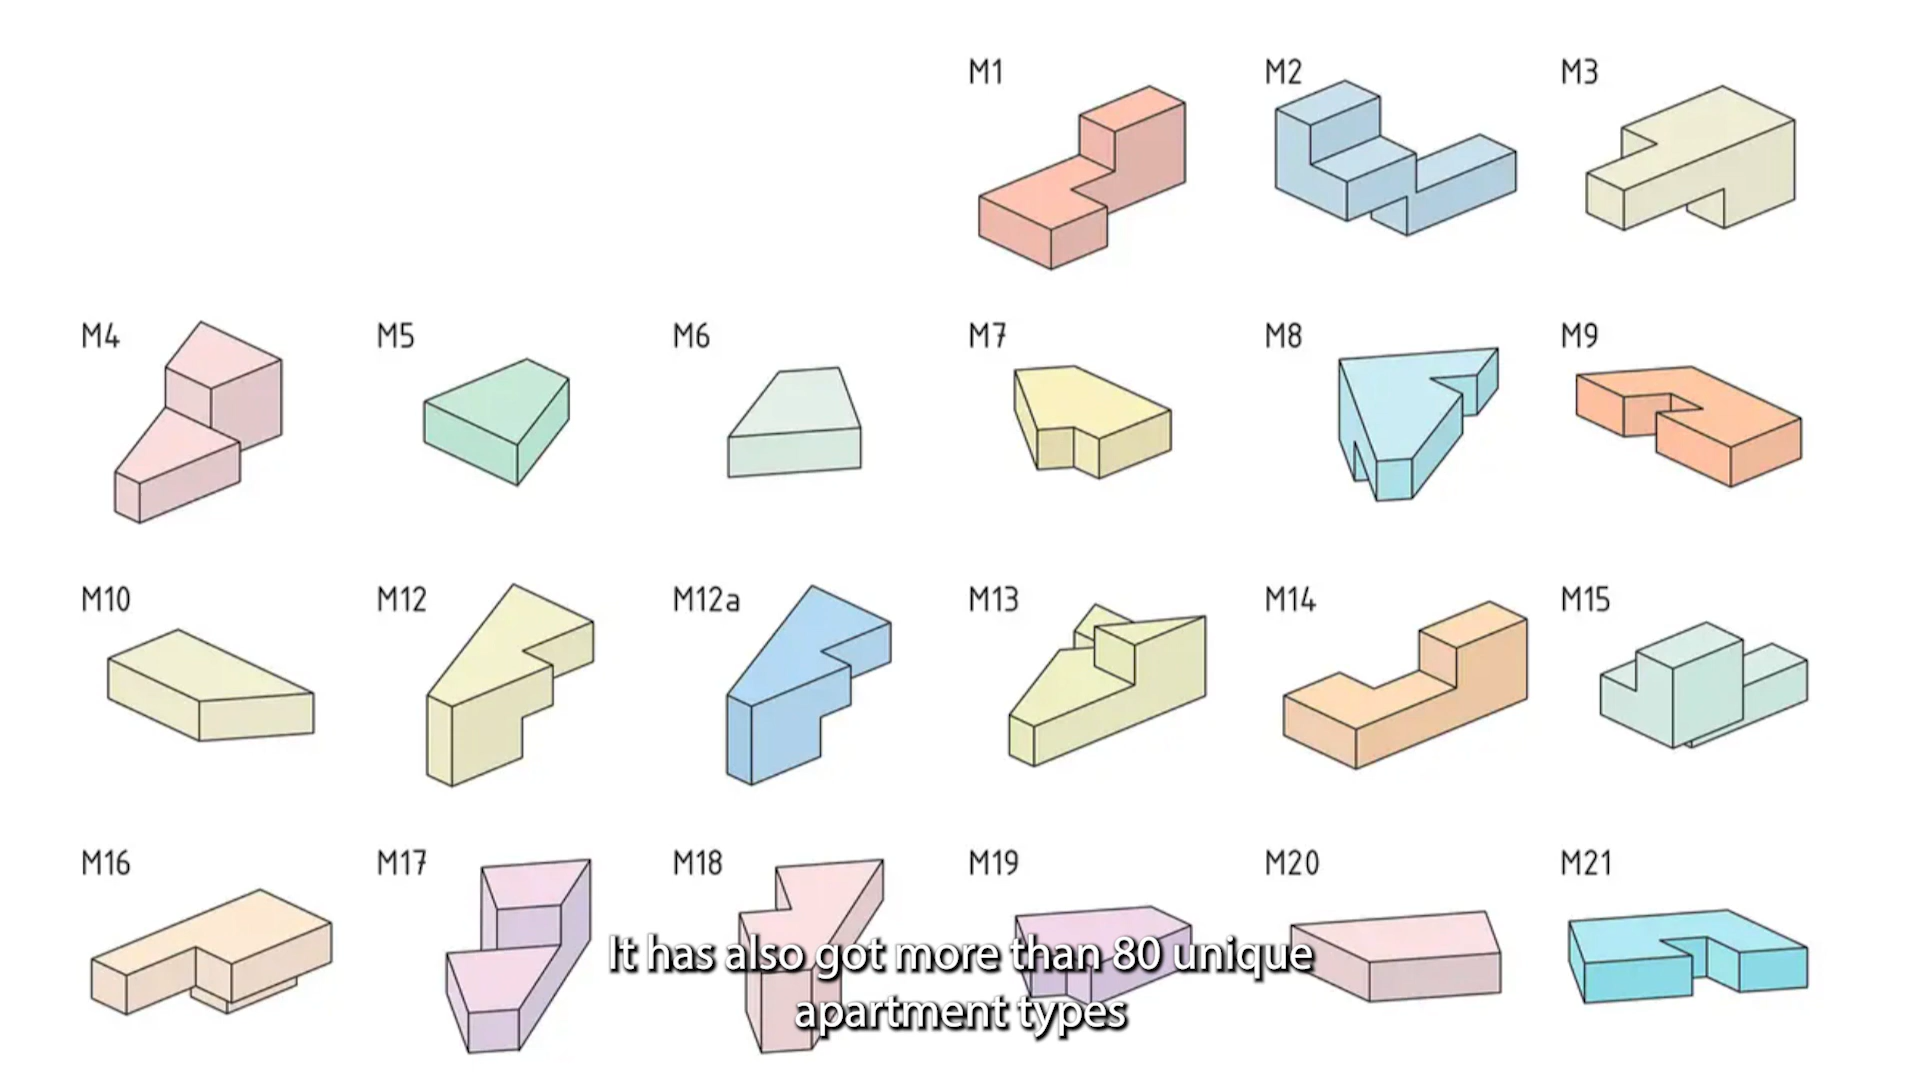 M1
M2
M3
M4
M5
M6
M7
M8
M9
M10
M12
M12a
M13
M14
M15
M16
M17
M18
M19
M20
M21
It has also got more than 80 unique
apartment types